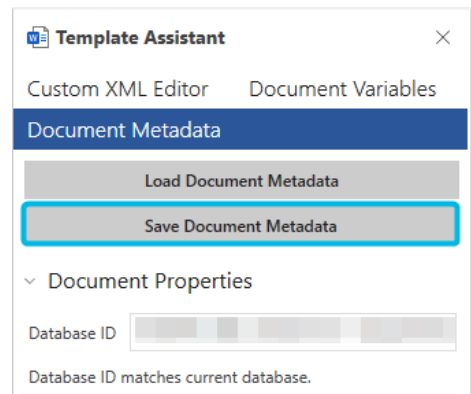 Template Assistant
Custom XML Editor Document Variables
Document Metadata
Load Document Metadata
Save Document Metadata
Document Properties
Database ID
Database ID matches current database.